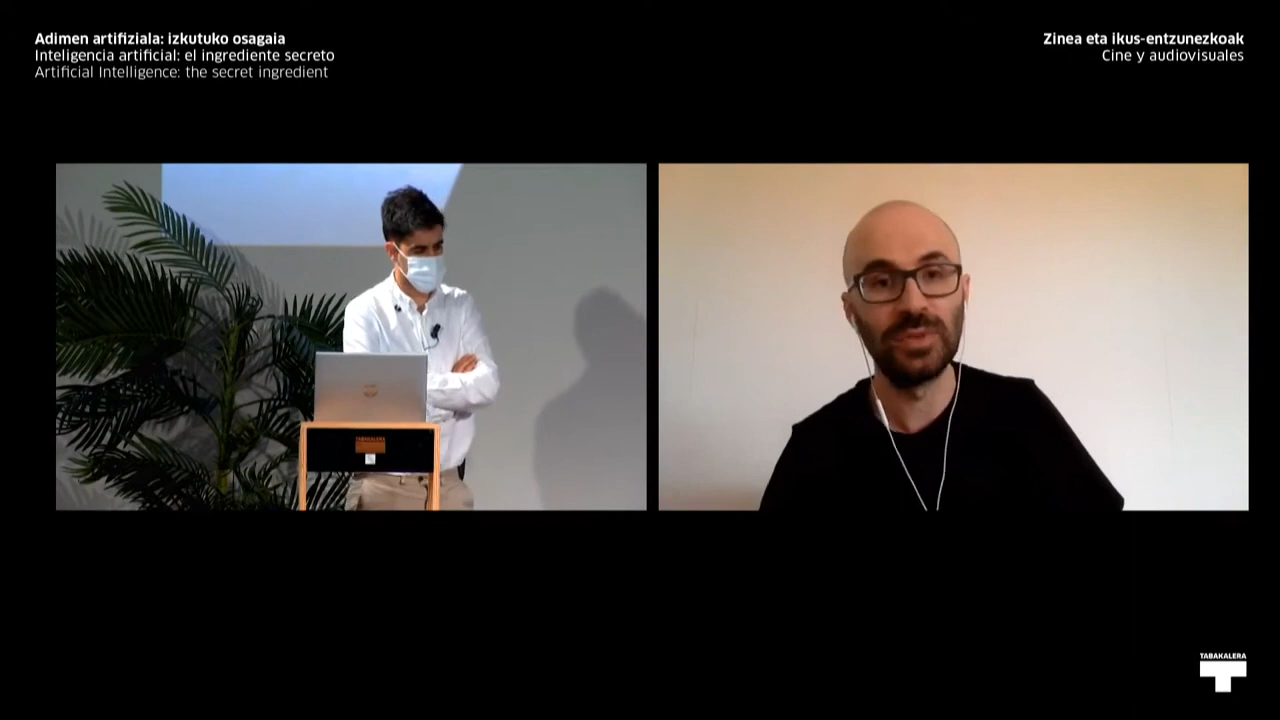 Adimen artifiziala: izkutuko osagaia
Inteligencia artificial: el ingrediente secreto
Artificial Intelligence: the secret ingredient
Zinea eta ikus-entzunezkoak
Cine y audiovisuales
TABAKALERA
TABAKALERA